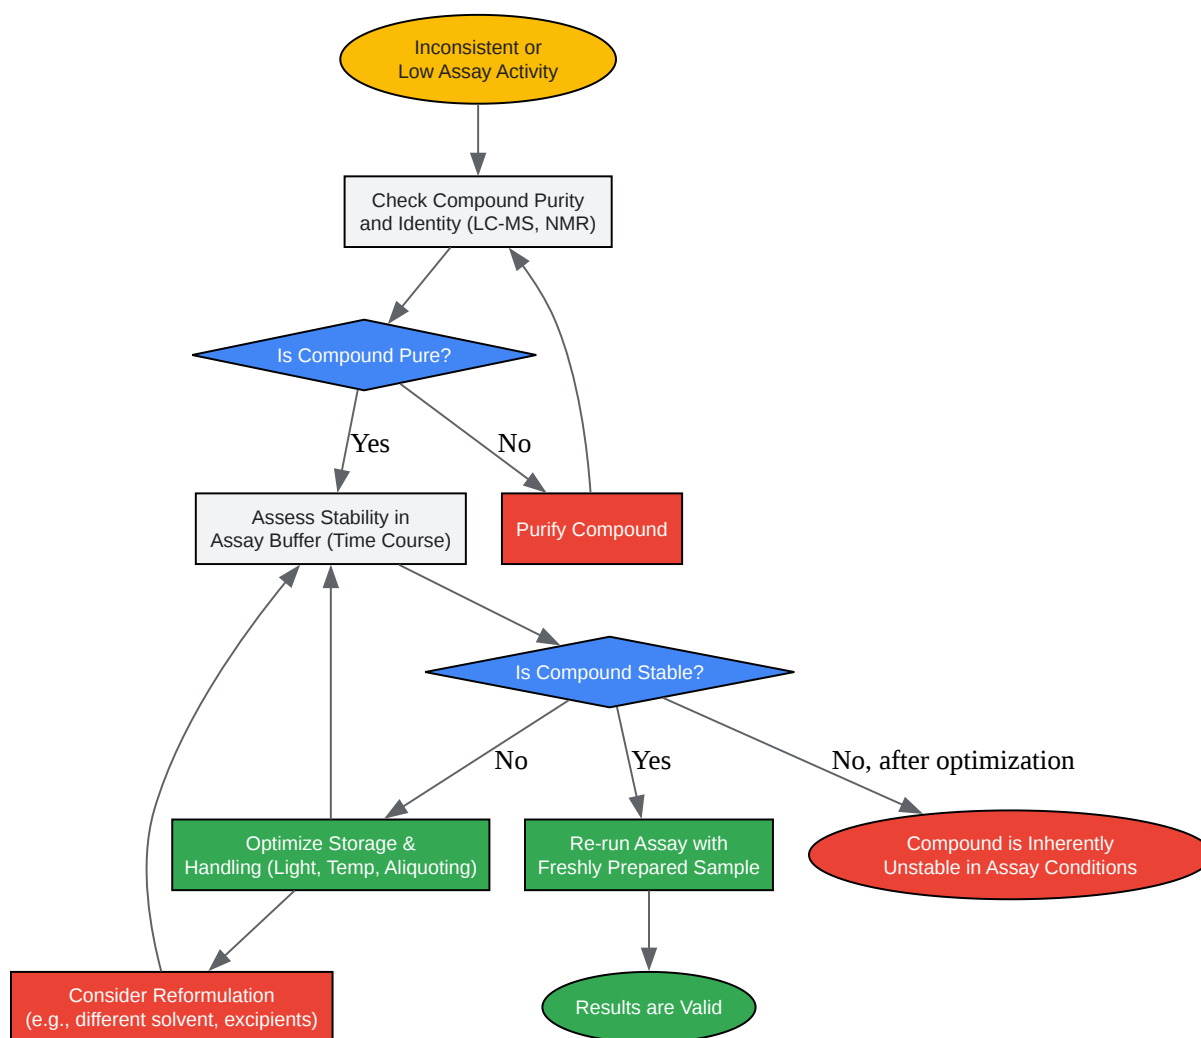 Inconsistent or
Low Assay Activity
Check Compound Purity
and Identity (LC-MS, NMR)
Is Compound Pure?
Yes
No
Assess Stability in
Assay Buffer (Time Course)
Purify Compound
Is Compound Stable?
No
Yes
No, after optimization
Optimize Storage &
Handling (Light, Temp, Aliquoting)
Re-run Assay with
Freshly Prepared Sample
Compound is Inherently
Unstable in Assay Conditions
Consider Reformulation
(e.g., different solvent, excipients)
Results are Valid